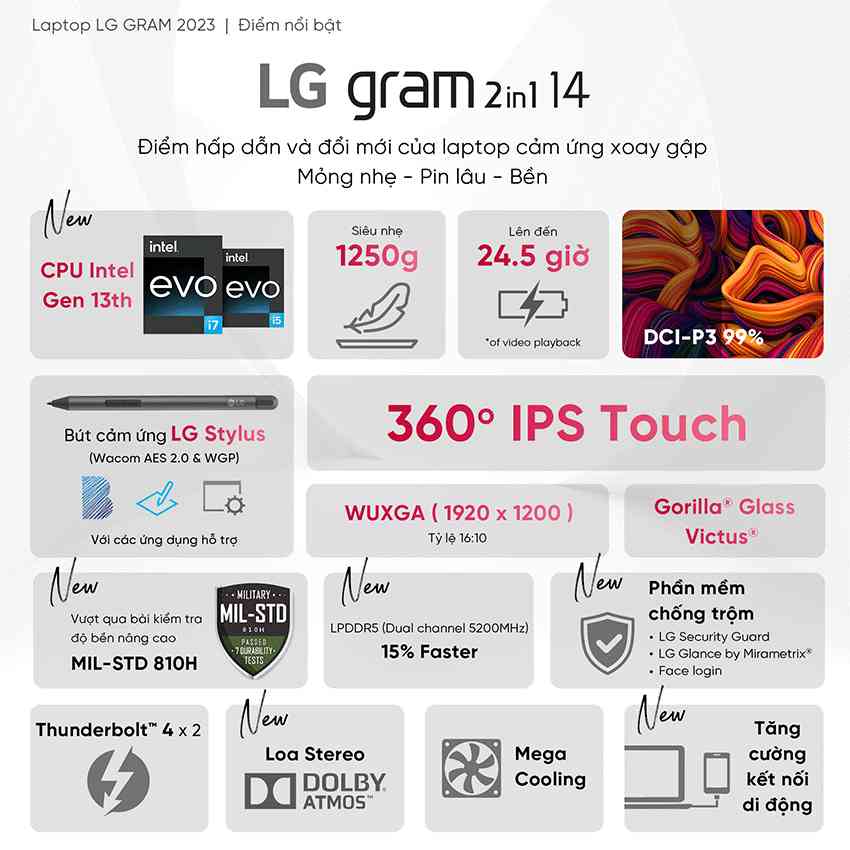 Laptop LG GRAM 2023 | Điểm nổi bật
LG gram 2in1 14
Điểm hấp dẫn và đổi mới của laptop cảm ứng xoay gập
Mỏng nhẹ - Pin lâu - Bền
New
CPU Intel
Gen 13th
intel
evo
i7
intel
evo
i5
Siêu nhẹ
1250g
Lên đến
24.5 giờ
*of video playback
DCI-P3 99%
LG
Bút cảm ứng LG Stylus
(Wacom AES 2.0 & WGP)
Với các ứng dụng hỗ trợ
360° IPS Touch
WUXGA ( 1920 x 1200 )
Tỷ lệ 16:10
Gorilla® Glass
Victus®
New
Vượt qua bài kiểm tra
độ bền nâng cao
MIL-STD 810H
• MILITARY •
MIL-STD
810H
PASSED
7 DURABILITY
TESTS
New
LPDDR5 (Dual channel 5200MHz)
15% Faster
New
Phần mềm
chống trộm
• LG Security Guard
• LG Glance by Mirametrix®
• Face login
Thunderbolt™ 4 x 2
New
Loa Stereo
DOLBY
ATMOS™
Mega
Cooling
New
Tăng
cường
kết nối
di động